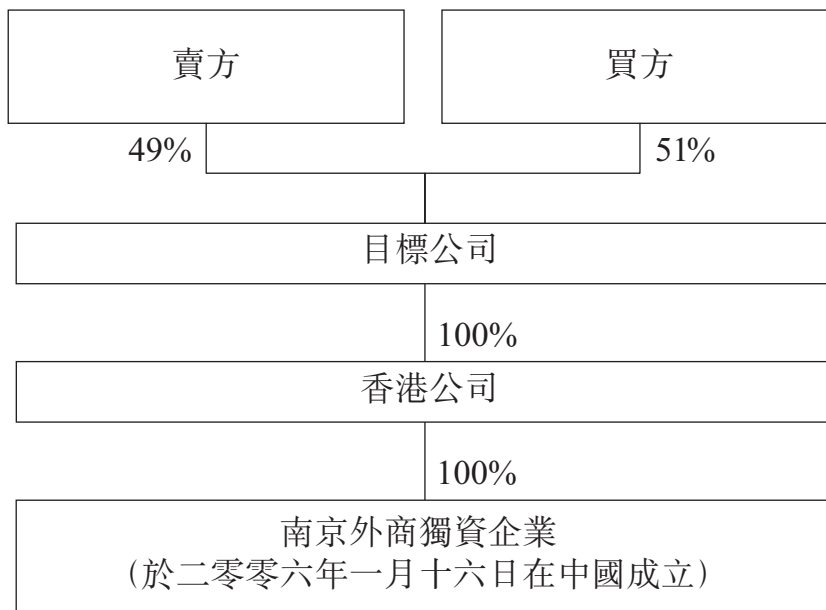 賣方
買方
49%
51%
目標公司
100%
香港公司
100%
南京外商獨資企業
(於二零零六年一月十六日在中國成立)